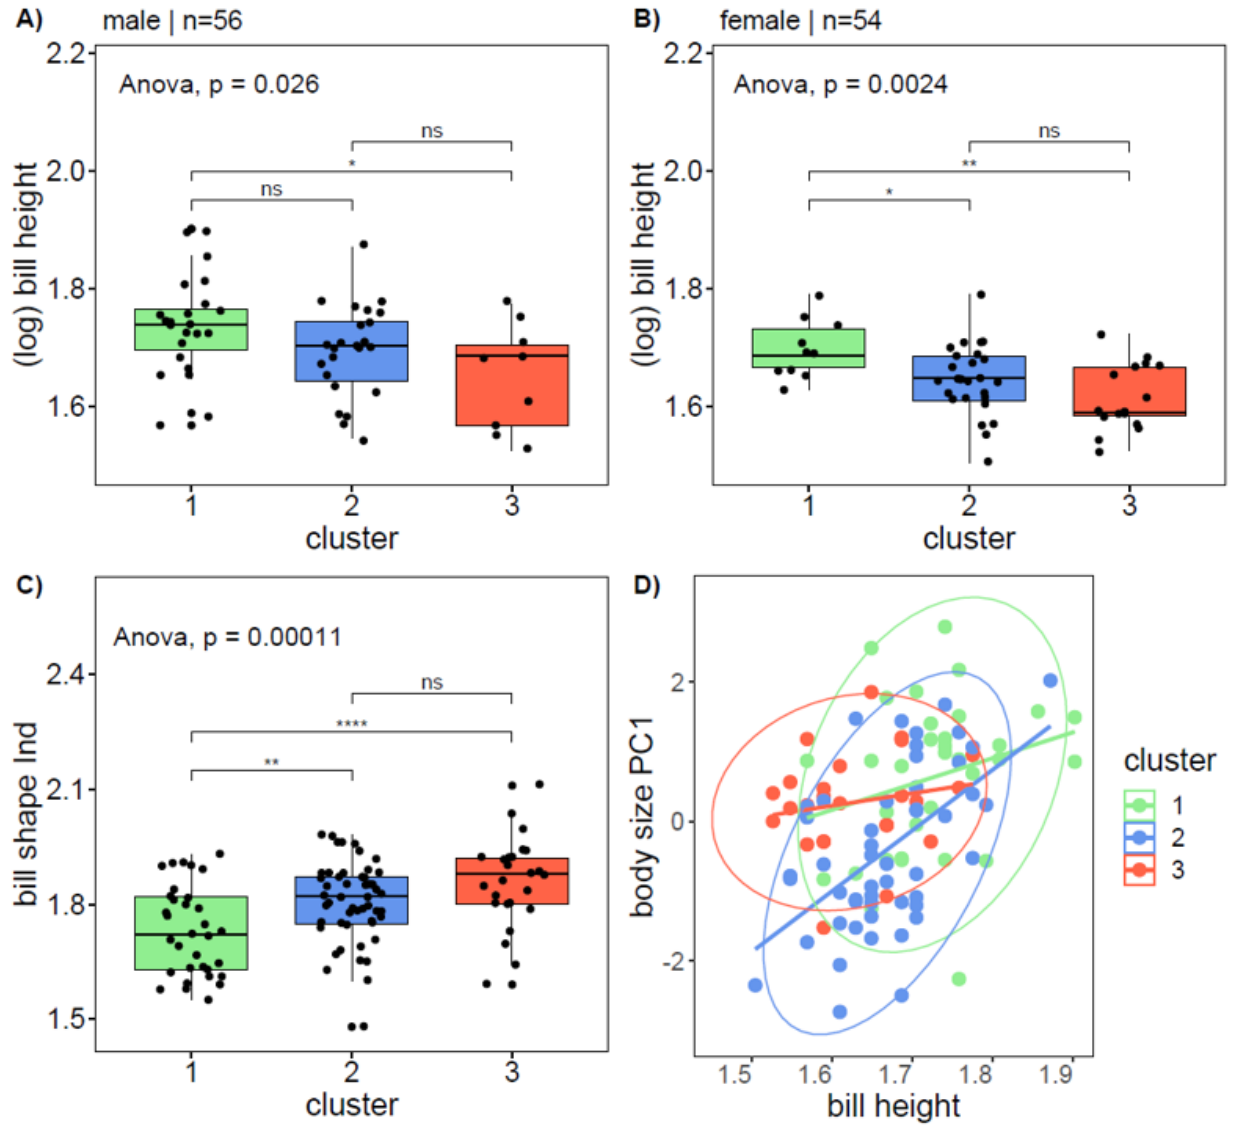 A) male | n=56
2.2
Anova, p = 0.026
ns
2.0
*
ns
1.8
1.6
(log) bill height
1 2 3
cluster
B) female | n=54
2.2
Anova, p = 0.0024
ns
2.0
**
*
1.8
1.6
(log) bill height
1 2 3
cluster
C)
Anova, p = 0.00011
2.4
ns
****
**
2.1
1.8
1.5
bill shape Ind
1 2 3
cluster
D)
2
0
-2
body size PC1
1.5 1.6 1.7 1.8 1.9
bill height
cluster
1
2
3